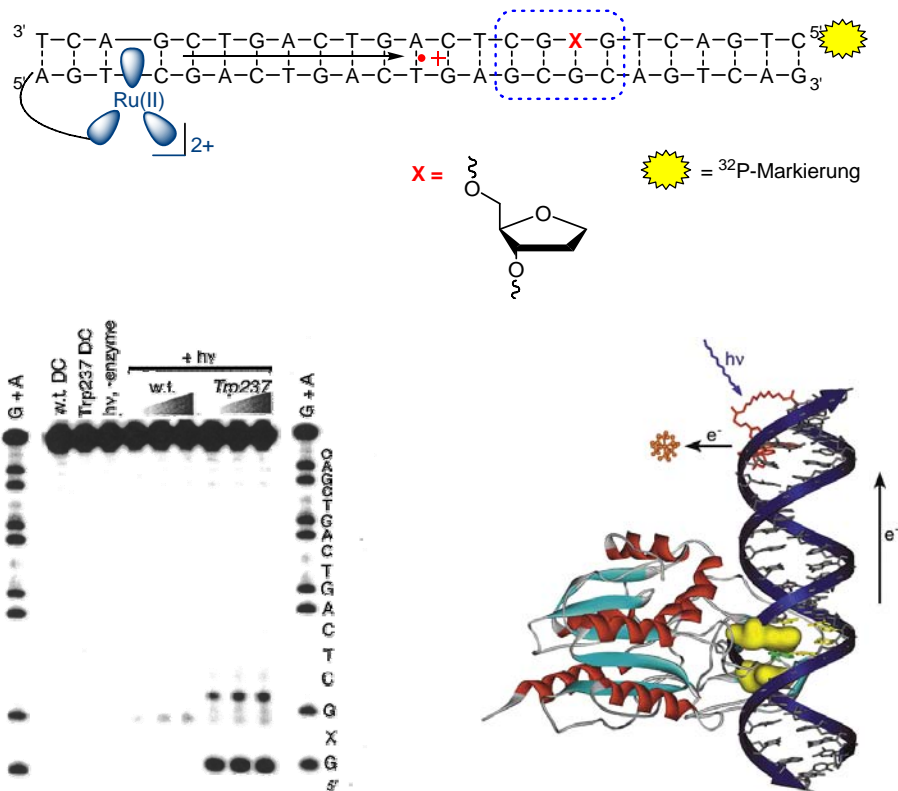 3' T–C–A—G–C–T–G–A–C–T–G–A–C–T–C–G–X–G–T–C–A–G–T–C 5'
•+
5' A–G–T—C–G–A–C–T–G–A–C–T–G–A–G–C–G–C–A–G–T–C–A–G 3'
Ru(II)
2+
X =
O
O
O
= ³²P-Markierung
G + A
w.t. DC
Trp237 DC
hν, -enzyme
+ hν
w.t.
Trp237
G + A
C
A
G
C
T
G
A
C
T
G
A
C
T
C
G
X
G
5'
hν
e⁻
e⁻